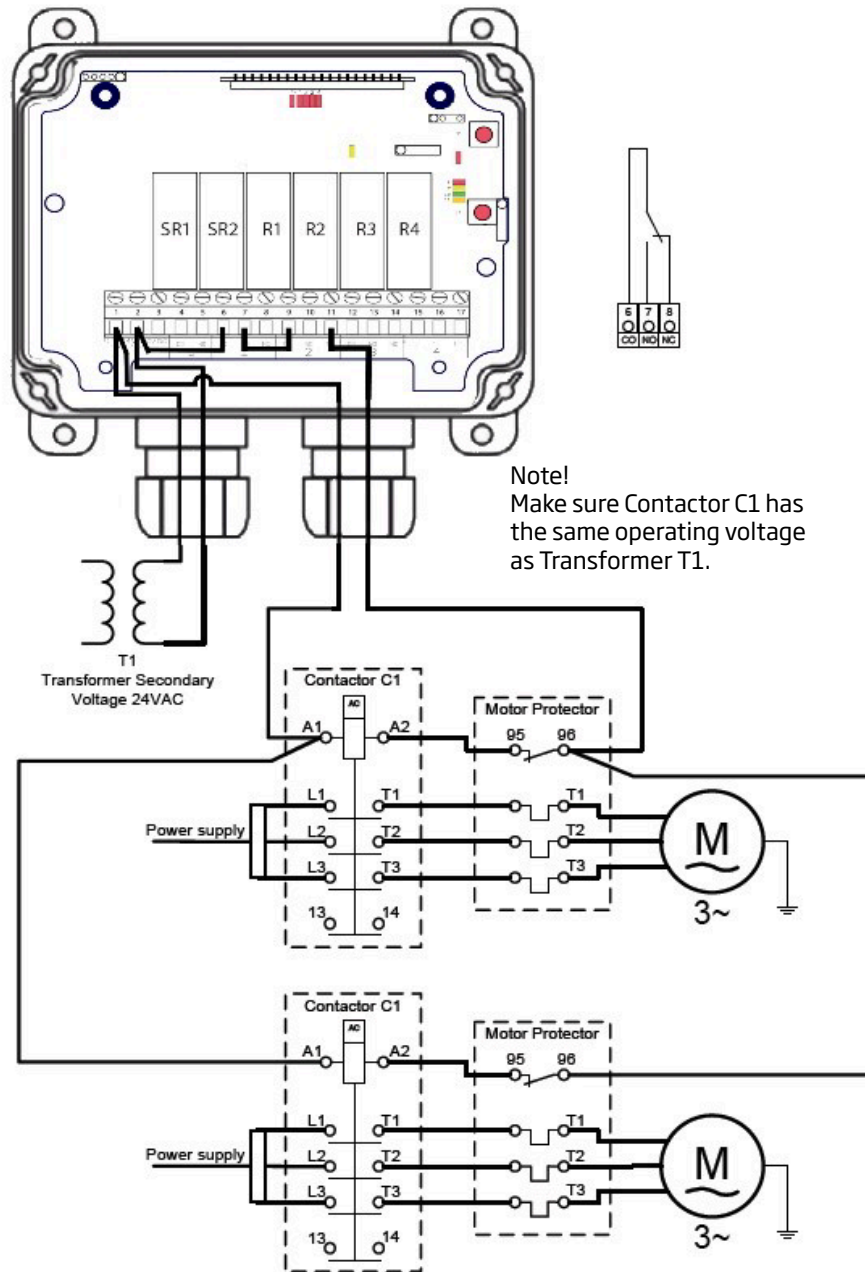 SR1 SR2 R1 R2 R3 R4
1 2 3 4 5 6 7 8 9 10 11 12 13 14 15 16 17
6 7 8
CO NO NC
Note!
Make sure Contactor C1 has
the same operating voltage
as Transformer T1.
T1
Transformer Secondary
Voltage 24VAC
Contactor C1
AC
A1 A2
Motor Protector
95 96
L1 T1 T1
Power supply L2 T2 T2
L3 T3 T3
13 14
M
3~
Contactor C1
AC
A1 A2
Motor Protector
95 96
L1 T1 T1
Power supply L2 T2 T2
L3 T3 T3
13 14
M
3~